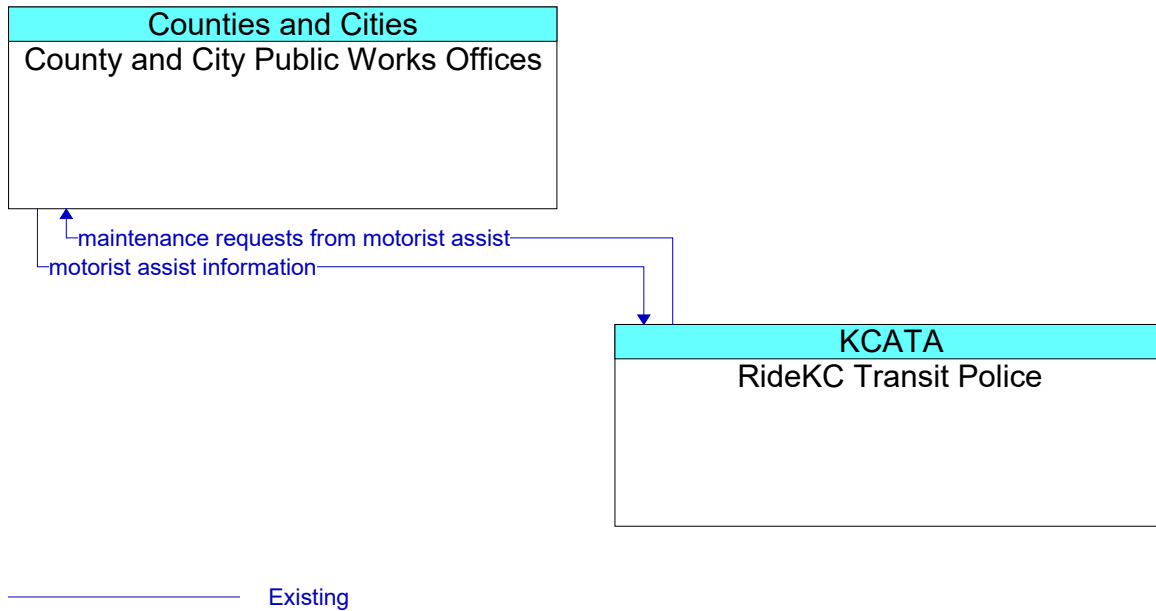 Counties and Cities
County and City Public Works Offices
maintenance requests from motorist assist
motorist assist information
KCATA
RideKC Transit Police
Existing